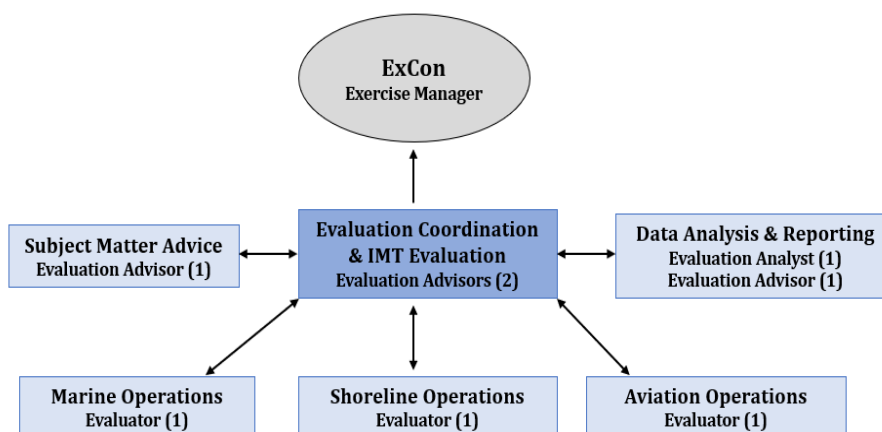 ExCon
Exercise Manager
Subject Matter Advice
Evaluation Advisor (1)
Evaluation Coordination
& IMT Evaluation
Evaluation Advisors (2)
Data Analysis & Reporting
Evaluation Analyst (1)
Evaluation Advisor (1)
Marine Operations
Evaluator (1)
Shoreline Operations
Evaluator (1)
Aviation Operations
Evaluator (1)